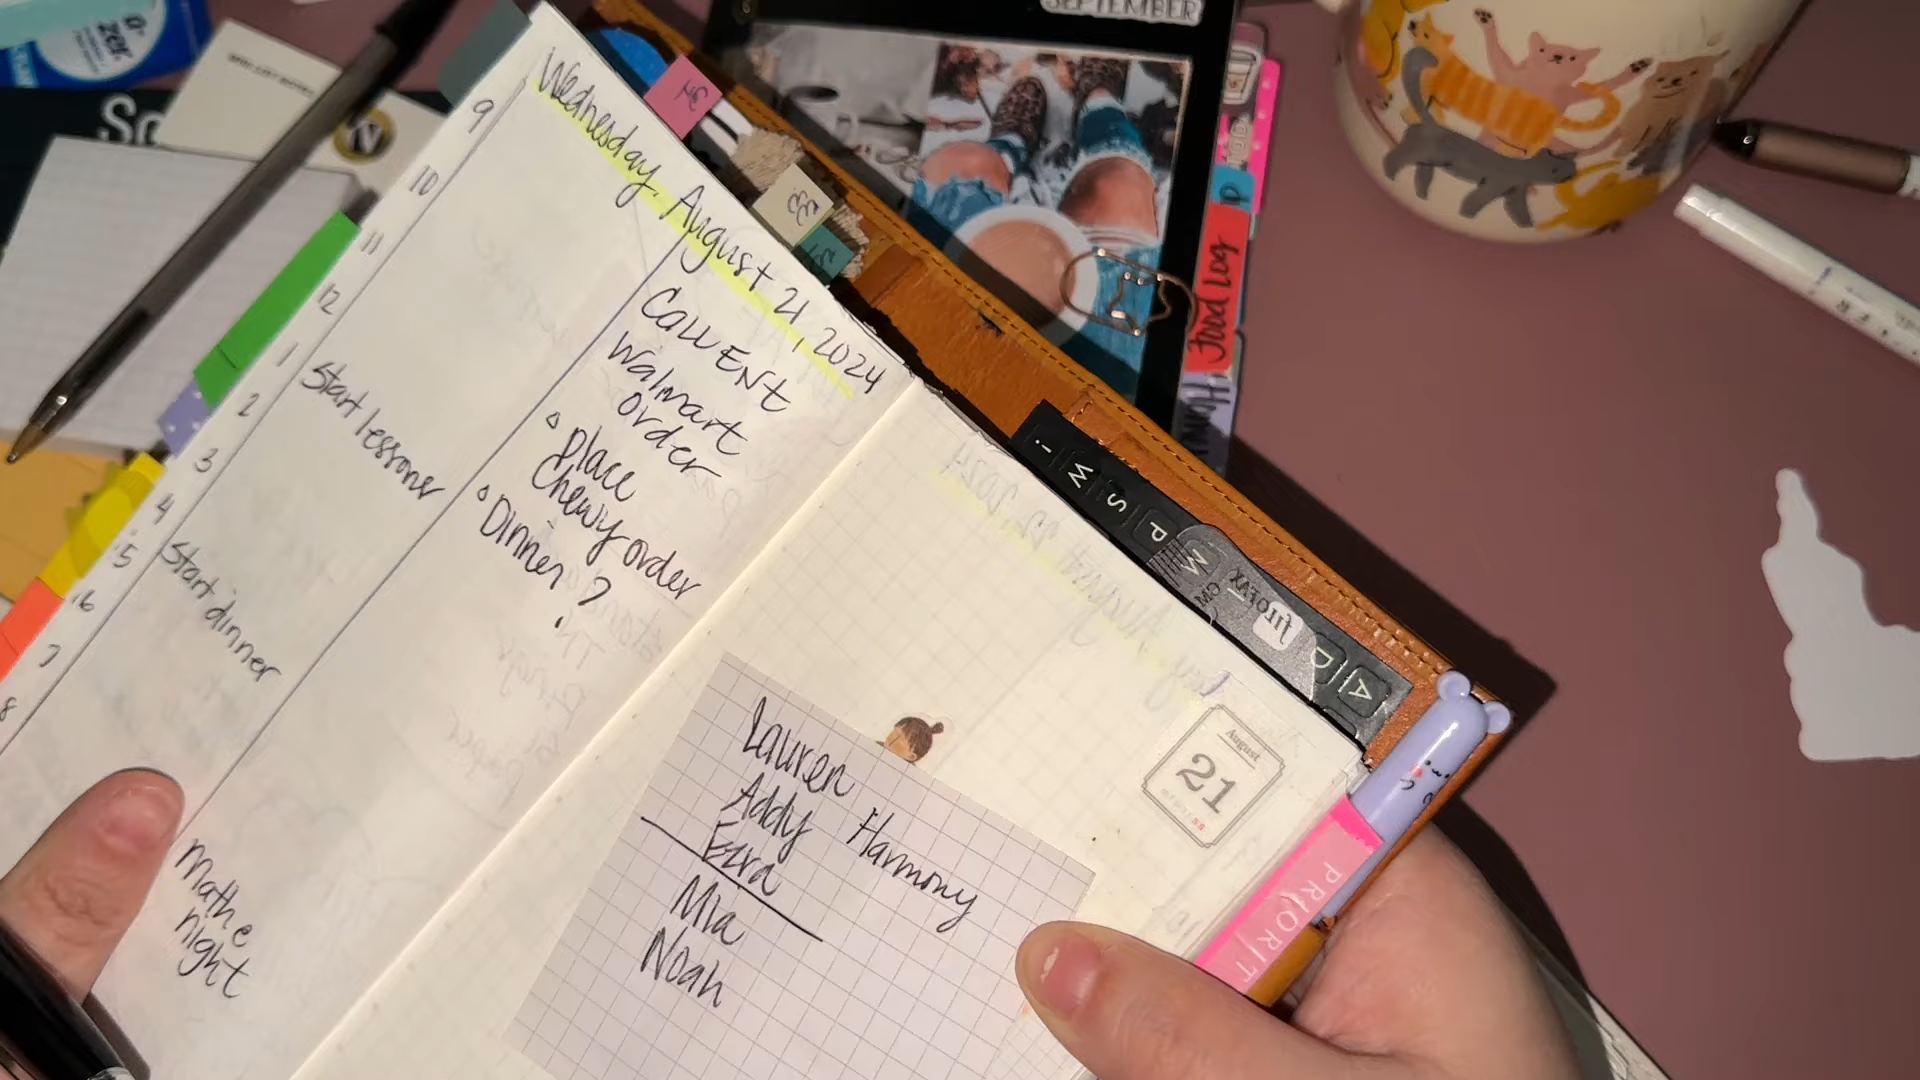 Wednesday, August 21, 2024
9
10
11
12
1
2
3
4
5
6
7
8
Start lessons
Start dinner
Call ENT
Walmart
order
Place
Chewy order
Dinner ?
night
August
21
Lauren
Addy Harmony
Ezra
Mia
Noah
SEPTEMBER
Food Log
i
W
S
P
M
D
A
filofax
PRIORIT